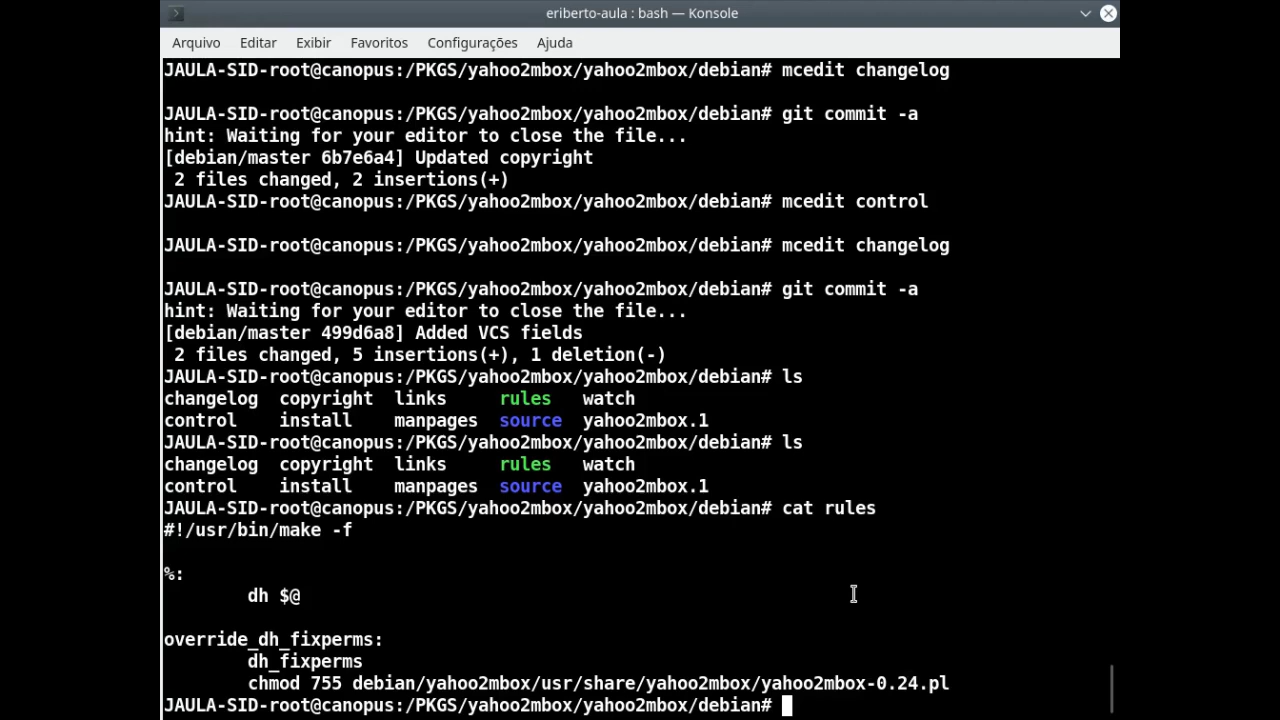 eriberto-aula : bash — Konsole
Arquivo Editar Exibir Favoritos Configurações Ajuda
JAULA-SID-root@canopus:/PKGS/yahoo2mbox/yahoo2mbox/debian# mcedit changelog
JAULA-SID-root@canopus:/PKGS/yahoo2mbox/yahoo2mbox/debian# git commit -a
hint: Waiting for your editor to close the file...
[debian/master 6b7e6a4] Updated copyright
 2 files changed, 2 insertions(+)
JAULA-SID-root@canopus:/PKGS/yahoo2mbox/yahoo2mbox/debian# mcedit control
JAULA-SID-root@canopus:/PKGS/yahoo2mbox/yahoo2mbox/debian# mcedit changelog
JAULA-SID-root@canopus:/PKGS/yahoo2mbox/yahoo2mbox/debian# git commit -a
hint: Waiting for your editor to close the file...
[debian/master 499d6a8] Added VCS fields
 2 files changed, 5 insertions(+), 1 deletion(-)
JAULA-SID-root@canopus:/PKGS/yahoo2mbox/yahoo2mbox/debian# ls
changelog  copyright  links     rules   watch
control    install    manpages  source  yahoo2mbox.1
JAULA-SID-root@canopus:/PKGS/yahoo2mbox/yahoo2mbox/debian# ls
changelog  copyright  links     rules   watch
control    install    manpages  source  yahoo2mbox.1
JAULA-SID-root@canopus:/PKGS/yahoo2mbox/yahoo2mbox/debian# cat rules
#!/usr/bin/make -f
%:
        dh $@
override_dh_fixperms:
        dh_fixperms
        chmod 755 debian/yahoo2mbox/usr/share/yahoo2mbox/yahoo2mbox-0.24.pl
JAULA-SID-root@canopus:/PKGS/yahoo2mbox/yahoo2mbox/debian#